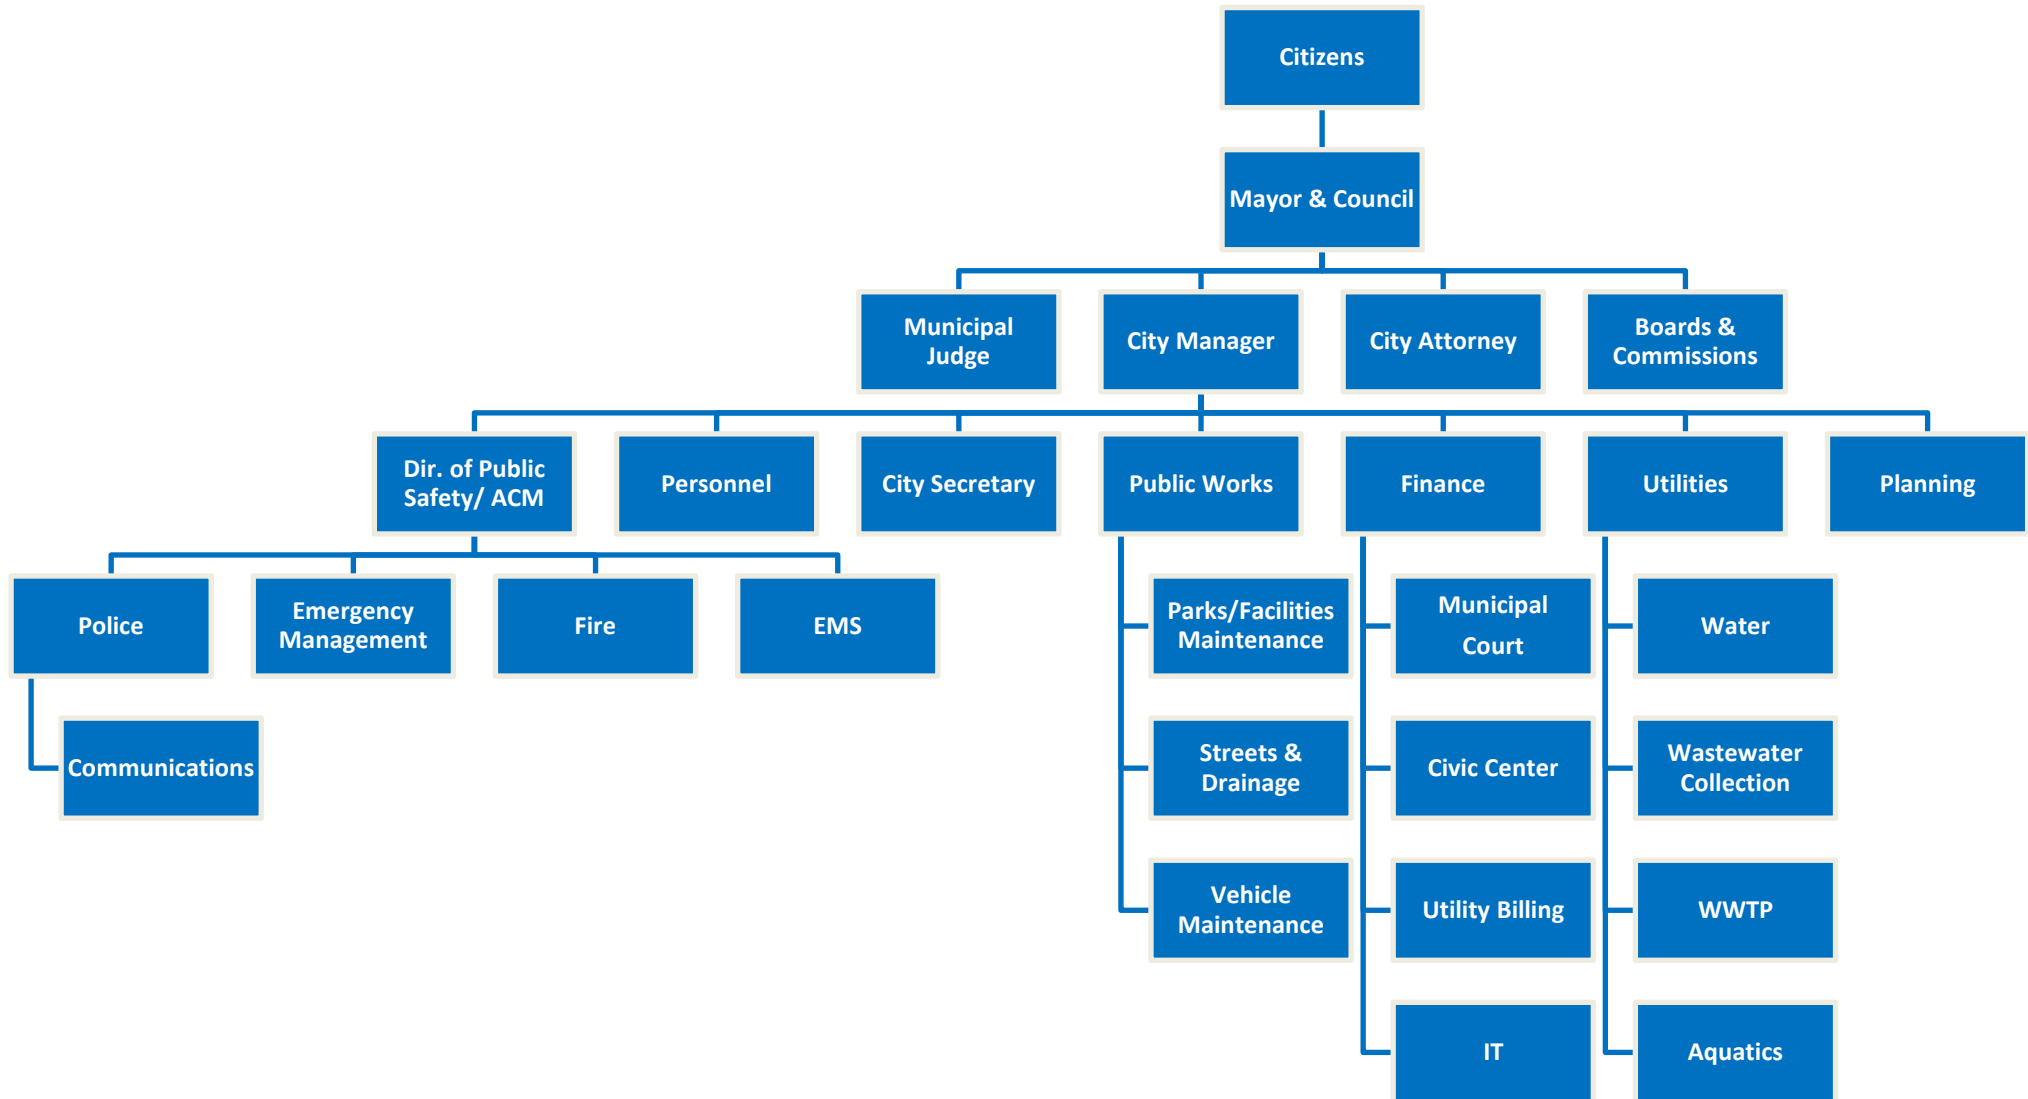 Citizens
Mayor & Council
Municipal
Judge
City Manager
City Attorney
Boards &
Commissions
Dir. of Public
Safety/ ACM
Personnel
City Secretary
Public Works
Finance
Utilities
Planning
Police
Emergency
Management
Fire
EMS
Parks/Facilities
Maintenance
Municipal
Court
Water
Communications
Streets &
Drainage
Civic Center
Wastewater
Collection
Vehicle
Maintenance
Utility Billing
WWTP
IT
Aquatics